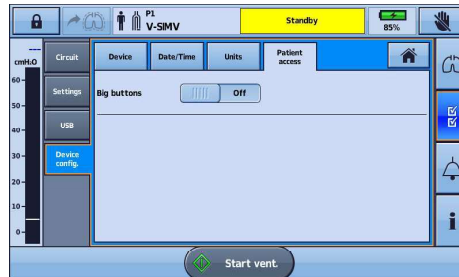 P1
V-SIMV
Standby
85%
---
cmH2O
60
50
40
30
20
10
0
Circuit
Settings
USB
Device
config.
Device
Date/Time
Units
Patient
access
Big buttons
Off
Start vent.